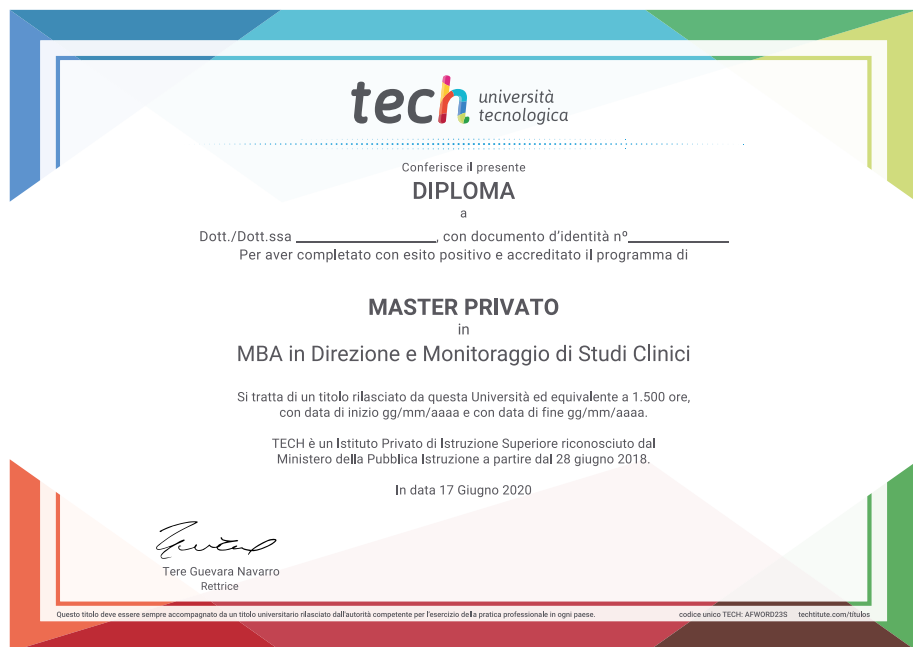 tech università
tecnologica
Conferisce il presente
DIPLOMA
a
Dott./Dott.ssa ________________, con documento d'identità nº____________
Per aver completato con esito positivo e accreditato il programma di
MASTER PRIVATO
in
MBA in Direzione e Monitoraggio di Studi Clinici
Si tratta di un titolo rilasciato da questa Università ed equivalente a 1.500 ore,
con data di inizio gg/mm/aaaa e con data di fine gg/mm/aaaa.
TECH è un Istituto Privato di Istruzione Superiore riconosciuto dal
Ministero della Pubblica Istruzione a partire dal 28 giugno 2018.
In data 17 Giugno 2020
Tere Guevara Navarro
Rettrice
Questo titolo deve essere sempre accompagnato da un titolo universitario rilasciato dall'autorità competente per l'esercizio della pratica professionale in ogni paese. codice unico TECH: AFWORD23S techtitute.com/títulos